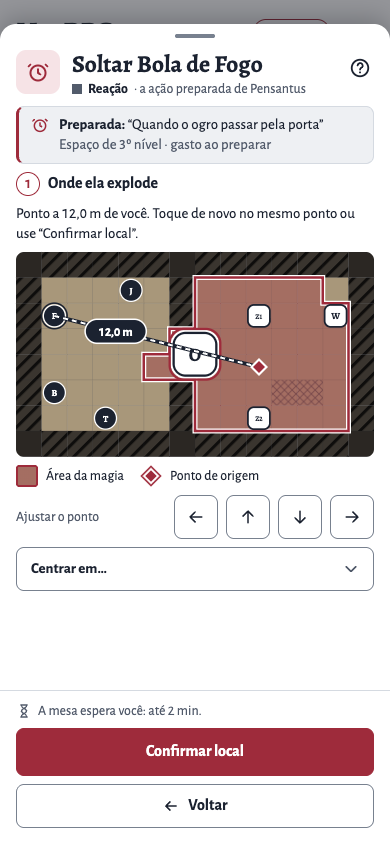 Soltar Bola de Fogo
Reação · a ação preparada de Pensantus
Preparada: “Quando o ogro passar pela porta”
Espaço de 3º nível · gasto ao preparar
1 Onde ela explode
Ponto a 12,0 m de você. Toque de novo no mesmo ponto ou
use “Confirmar local”.
J
Z1
W
12,0 m
B
T
Z2
Área da magia
Ponto de origem
Ajustar o ponto
Centrar em...
A mesa espera você: até 2 min.
Confirmar local
Voltar